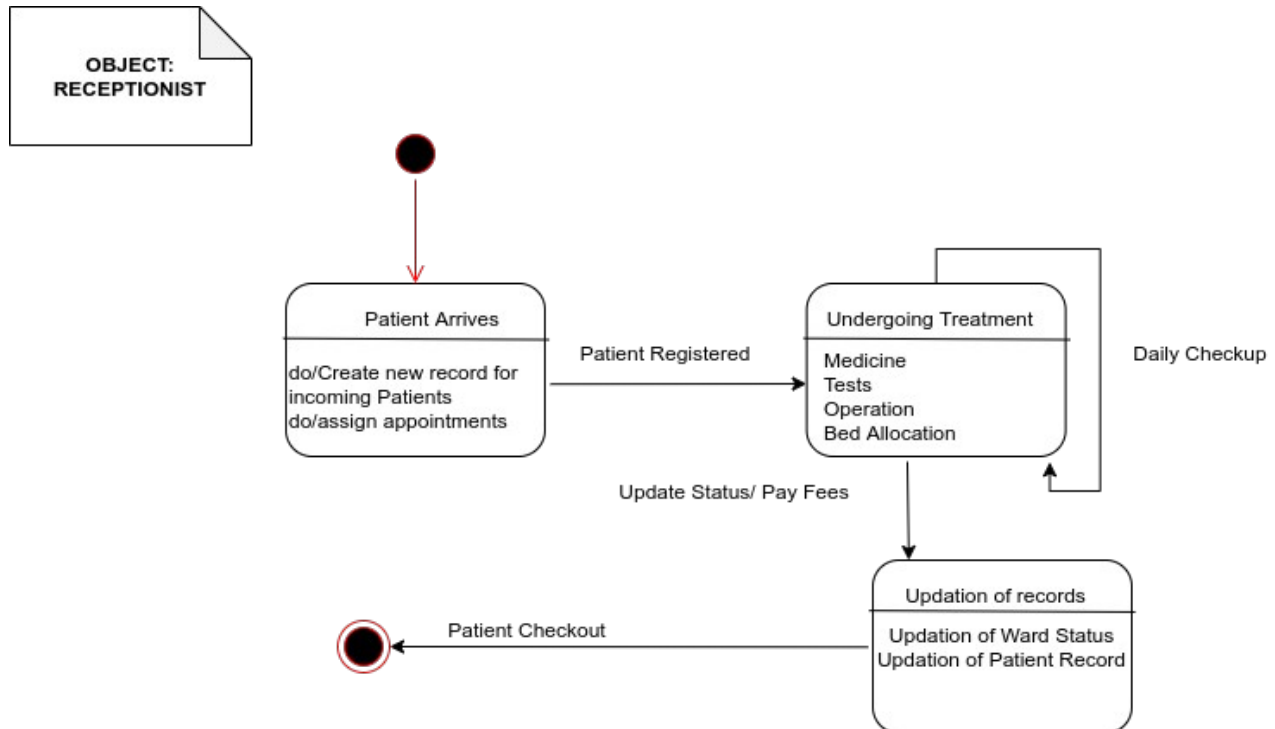 OBJECT:
RECEPTIONIST
Patient Arrives
do/Create new record for
incoming Patients
do/assign appointments
Patient Registered
Undergoing Treatment
Medicine
Tests
Operation
Bed Allocation
Daily Checkup
Update Status/ Pay Fees
Updation of records
Updation of Ward Status
Updation of Patient Record
Patient Checkout